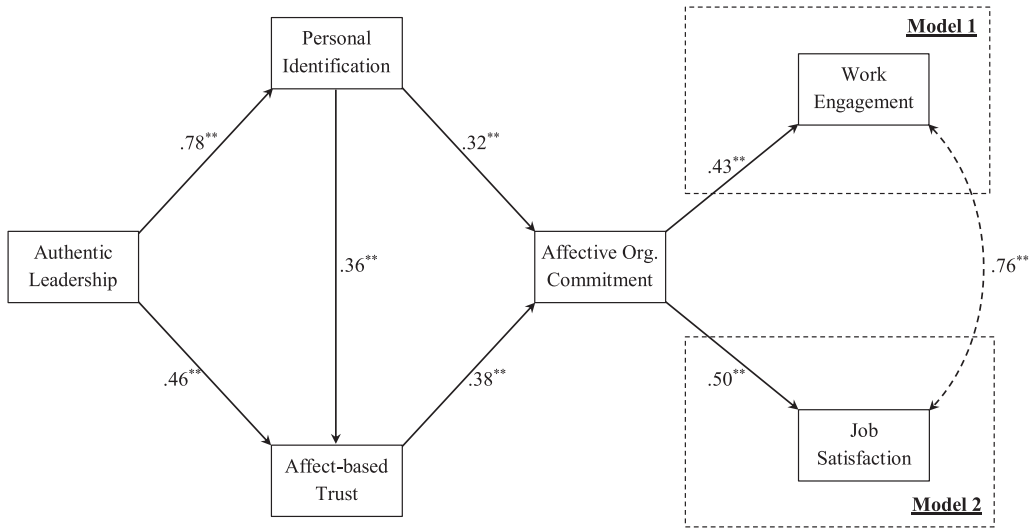 Model 1
Personal
Identification
Work
Engagement
.78**
.32**
.43**
Authentic
Leadership
.36**
Affective Org.
Commitment
.76**
.46**
.38**
.50**
Affect-based
Trust
Job
Satisfaction
Model 2